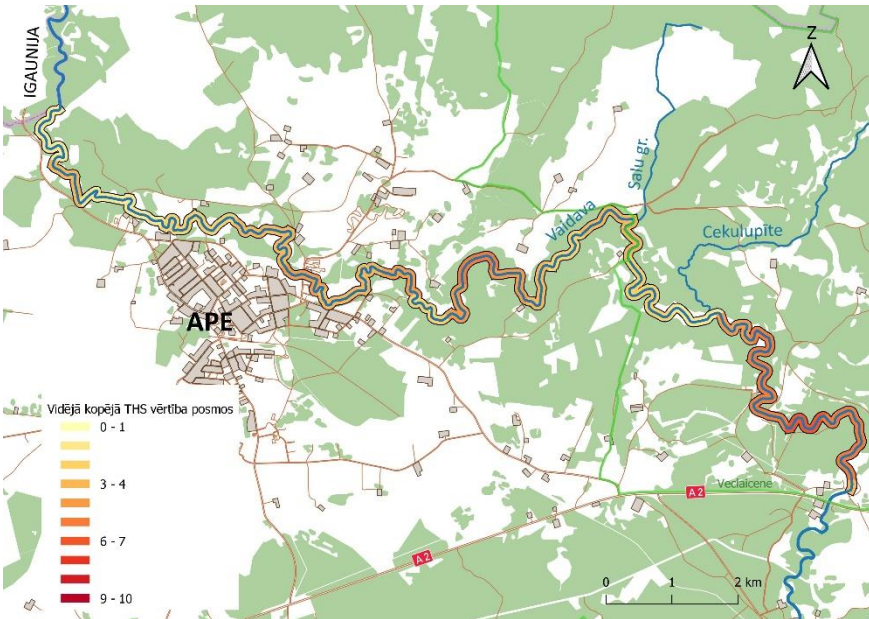 IGAUNIJA
Z
Salu gr.
Vaidava
Cekulupīte
APE
Vidējā kopējā THS vērtība posmos
0 - 1
3 - 4
6 - 7
9 - 10
Veclaicene
A2
A2
0 1 2 km